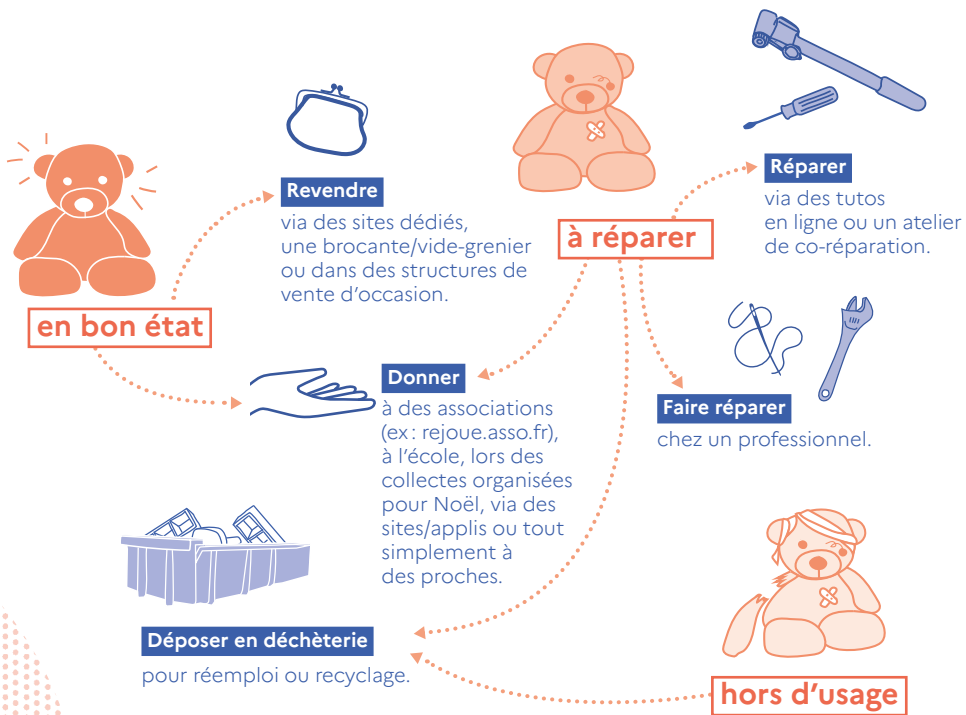 en bon état
Revendre
via des sites dédiés,
une brocante/vide-grenier
ou dans des structures de
vente d’occasion.
à réparer
Réparer
via des tutos
en ligne ou un atelier
de co-réparation.
Donner
à des associations
(ex : rejoue.asso.fr),
à l’école, lors des
collectes organisées
pour Noël, via des
sites/applis ou tout
simplement à
des proches.
Faire réparer
chez un professionnel.
Déposer en déchèterie
pour réemploi ou recyclage.
hors d’usage